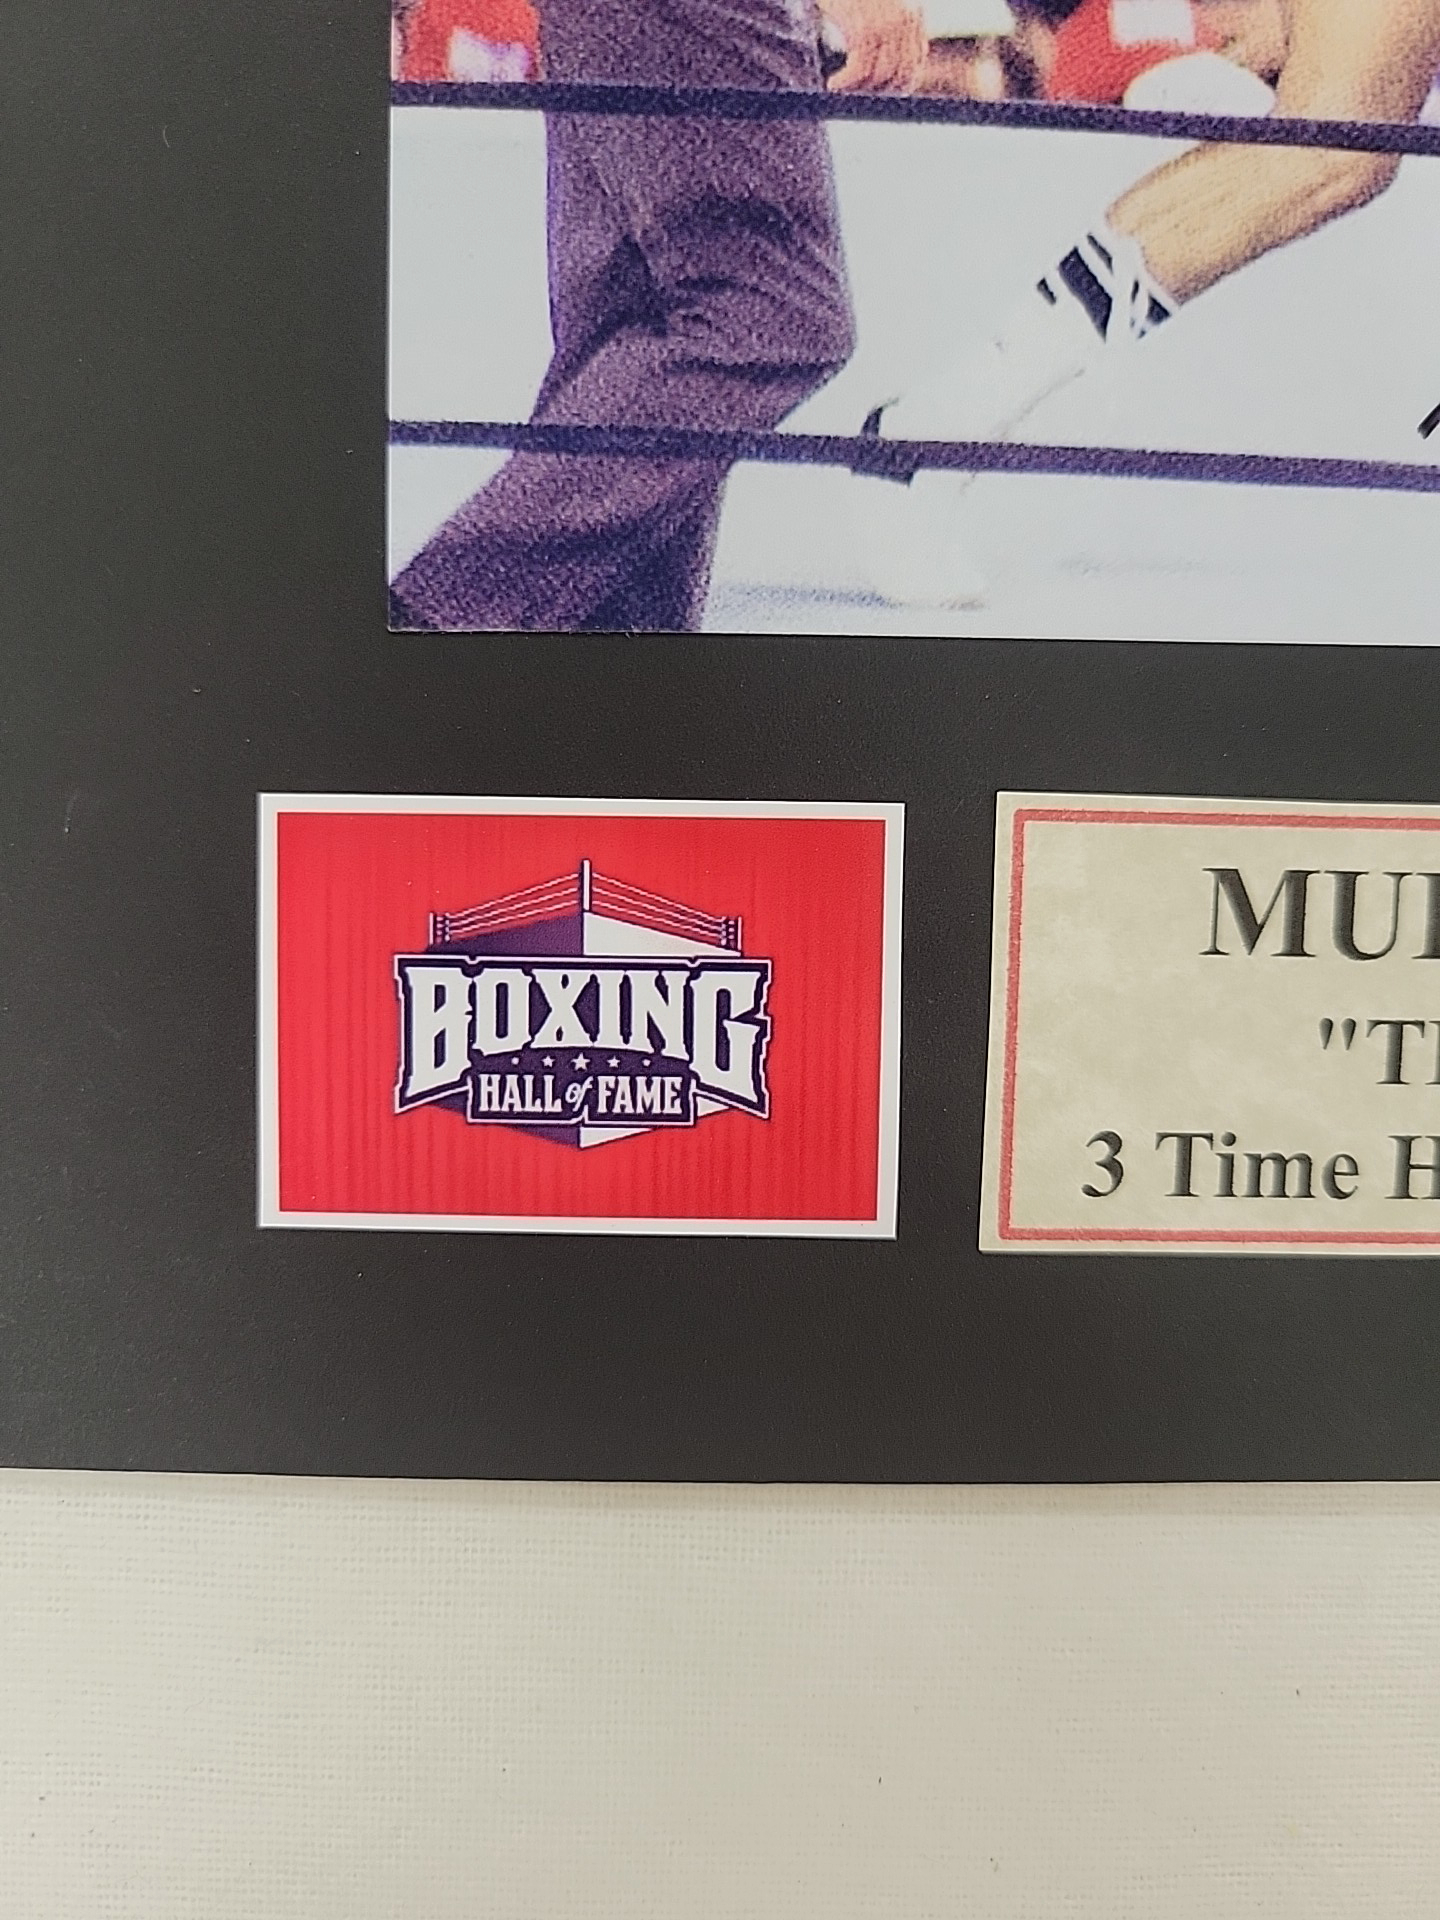 BOXING
HALL of FAME
MU
"T
3 Time H